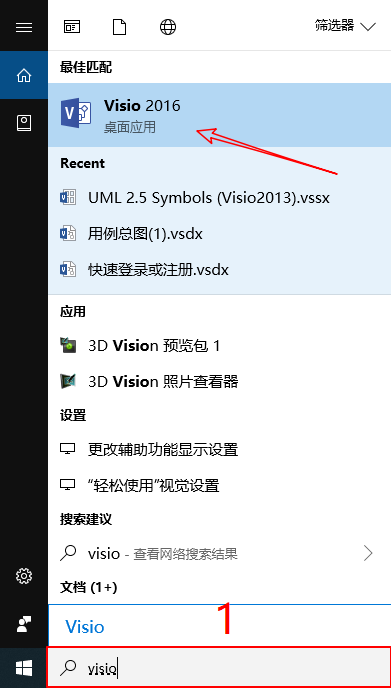 筛选器
最佳匹配
Visio 2016
桌面应用
Recent
UML 2.5 Symbols (Visio2013).vssx
用例总图(1).vsdx
快速登录或注册.vsdx
应用
3D Vision 预览包 1
3D Vision 照片查看器
设置
更改辅助功能显示设置
“轻松使用”视觉设置
搜索建议
visio - 查看网络搜索结果
文档 (1+)
Visio
1
visio